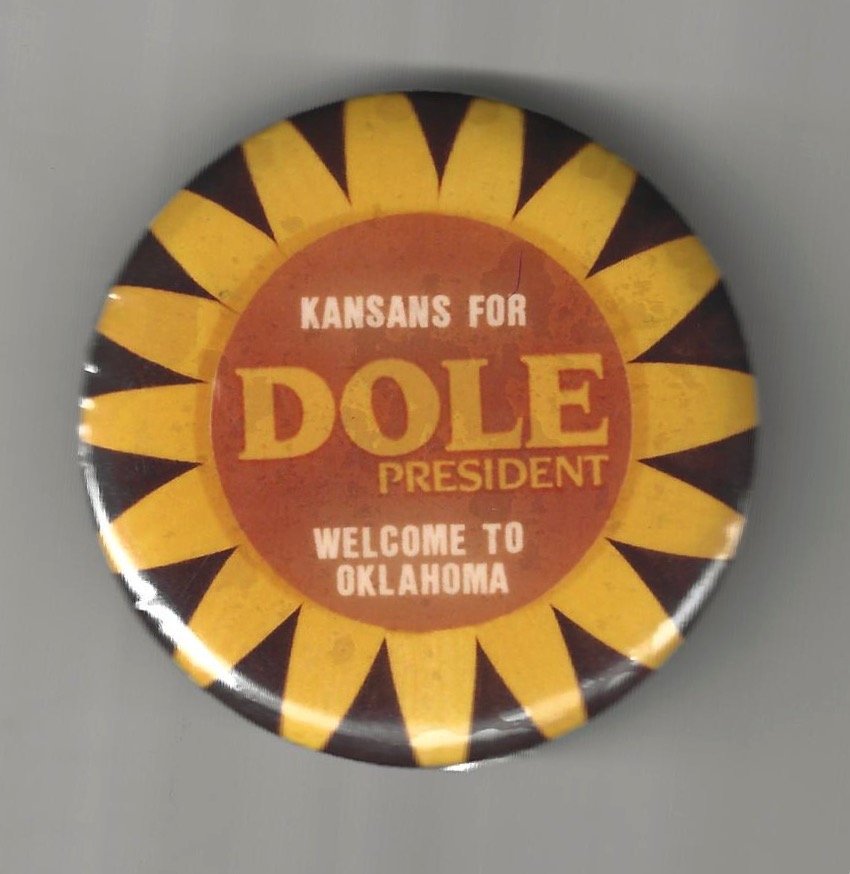 KANSANS FOR
DOLE
PRESIDENT
WELCOME TO
OKLAHOMA